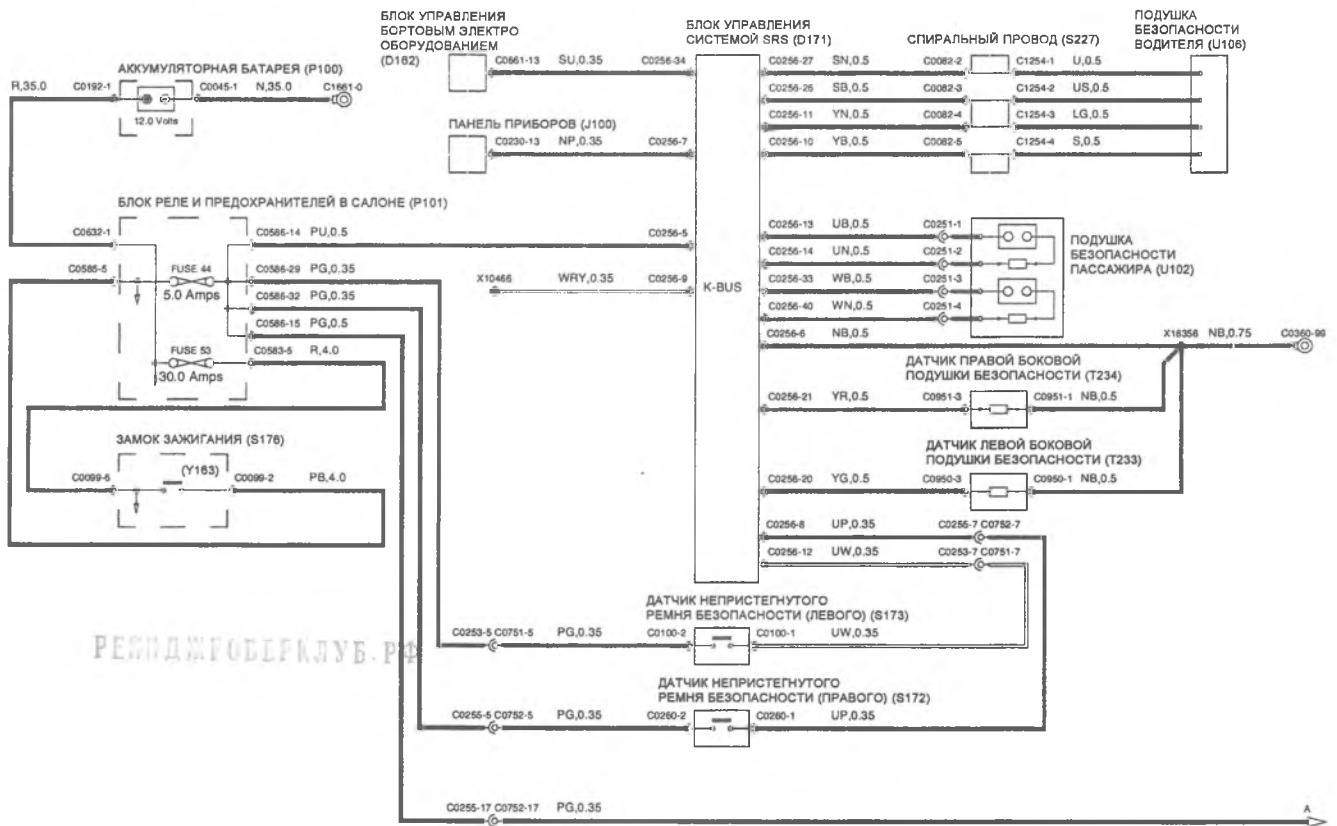 БЛОК УПРАВЛЕНИЯ
БОРТОВЫМ ЭЛЕКТРО
ОБОРУДОВАНИЕМ
(D162)
C0661-13 SU,0.35 C0256-34
БЛОК УПРАВЛЕНИЯ
СИСТЕМОЙ SRS (D171)
СПИРАЛЬНЫЙ ПРОВОД (S227)
ПОДУШКА
БЕЗОПАСНОСТИ
ВОДИТЕЛЯ (U106)
C0256-27 SN,0.5 C0082-2 C1254-1 U,0.5
C0256-26 SB,0.5 C0082-3 C1254-2 US,0.5
C0256-11 YN,0.5 C0082-4 C1254-3 LG,0.5
C0256-10 YB,0.5 C0082-5 C1254-4 S,0.5
АККУМУЛЯТОРНАЯ БАТАРЕЯ (P100)
R,35.0 C0192-1 C0045-1 N,35.0 C1661-0
12.0 Volts
ПАНЕЛЬ ПРИБОРОВ (J100)
C0230-13 NP,0.35 C0256-7
БЛОК РЕЛЕ И ПРЕДОХРАНИТЕЛЕЙ В САЛОНЕ (P101)
C0632-1 C0586-14 PU,0.5 C0256-5
C0585-5 FUSE 44 C0586-29 PG,0.35
5.0 Amps
C0586-32 PG,0.35
C0586-15 PG,0.5
FUSE 53 C0583-5 R,4.0
30.0 Amps
X10466 WRY,0.35 C0256-9 K-BUS
C0256-13 UB,0.5 C0251-1
C0256-14 UN,0.5 C0251-2
C0256-33 WB,0.5 C0251-3
C0256-40 WN,0.5 C0251-4
ПОДУШКА
БЕЗОПАСНОСТИ
ПАССАЖИРА (U102)
C0256-6 NB,0.5 X18356 NB,0.75 C0360-99
ДАТЧИК ПРАВОЙ БОКОВОЙ
ПОДУШКИ БЕЗОПАСНОСТИ (T234)
C0256-21 YR,0.5 C0951-3 C0951-1 NB,0.5
ДАТЧИК ЛЕВОЙ БОКОВОЙ
ПОДУШКИ БЕЗОПАСНОСТИ (T233)
C0256-20 YG,0.5 C0950-3 C0950-1 NB,0.5
ЗАМОК ЗАЖИГАНИЯ (S176)
(Y163)
C0099-5 C0099-2 PB,4.0
C0256-8 UP,0.35 C0255-7 C0752-7
C0256-12 UW,0.35 C0253-7 C0751-7
ДАТЧИК НЕПРИСТЕГНУТОГО
РЕМНЯ БЕЗОПАСНОСТИ (ЛЕВОГО) (S173)
C0253-5 C0751-5 PG,0.35 C0100-2 C0100-1 UW,0.35
РЕЙНДЖРОВЕРКЛУБ.РФ
ДАТЧИК НЕПРИСТЕГНУТОГО
РЕМНЯ БЕЗОПАСНОСТИ (ПРАВОГО) (S172)
C0255-5 C0752-5 PG,0.35 C0260-2 C0260-1 UP,0.35
C0255-17 C0752-17 PG,0.35 A